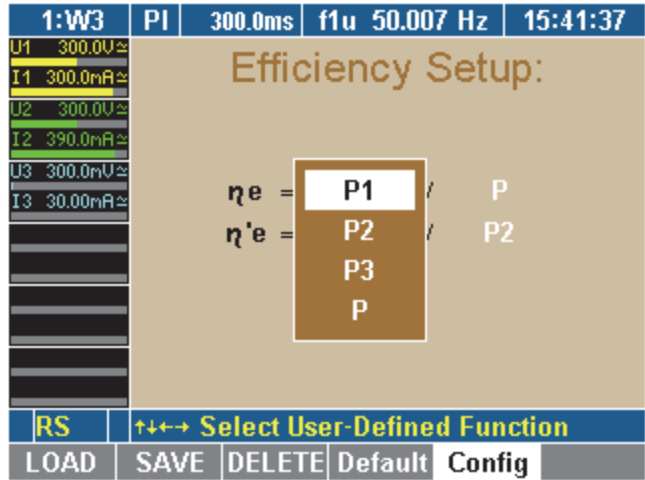 1:W3 PI 300.0ms f1u 50.007 Hz 15:41:37
U1 300.0V≃
I1 300.0mA≃
U2 300.0V≃
I2 390.0mA≃
U3 300.0mV≃
I3 30.00mA≃
Efficiency Setup:
ηe = P1 / P
η'e = P2 / P2
P3
P
RS ↑↓←→ Select User-Defined Function
LOAD SAVE DELETE Default Config